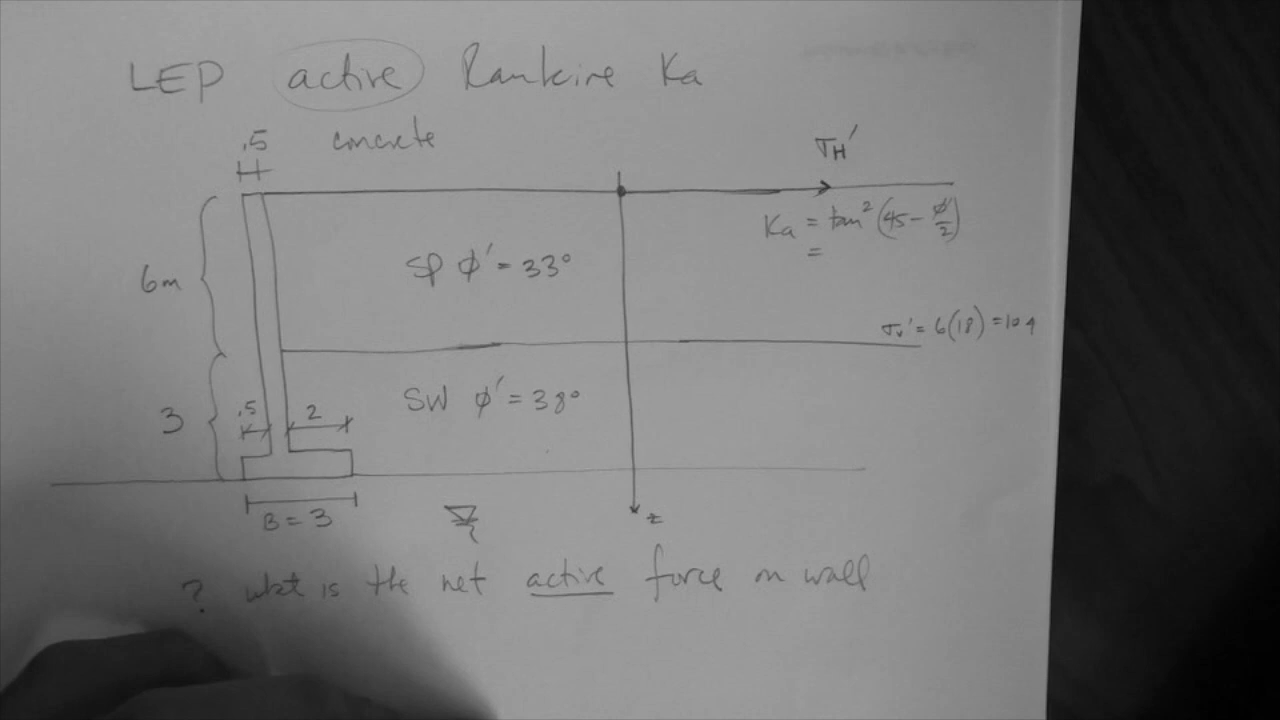 LEP active Rankine Ka
.5 concrete
σH'
Ka = tan²(45 - φ'/2)
=
6m
SP φ' = 33°
σv' = 6(18) = 109
SW φ' = 38°
3
.5
2
B = 3
z
? what is the net active force on wall